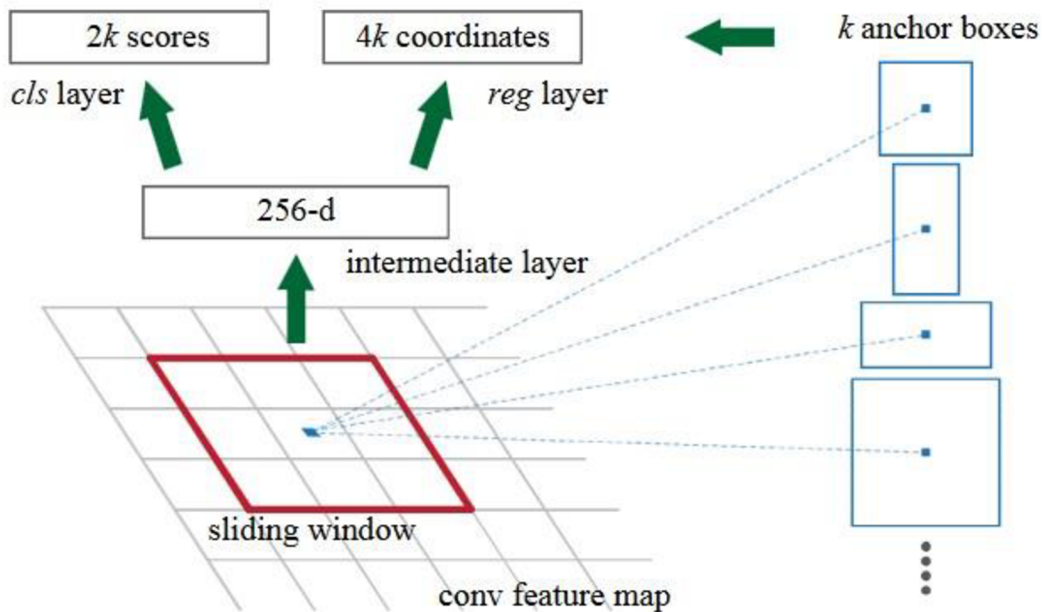 2k scores
4k coordinates
k anchor boxes
cls layer
reg layer
256-d
intermediate layer
sliding window
conv feature map